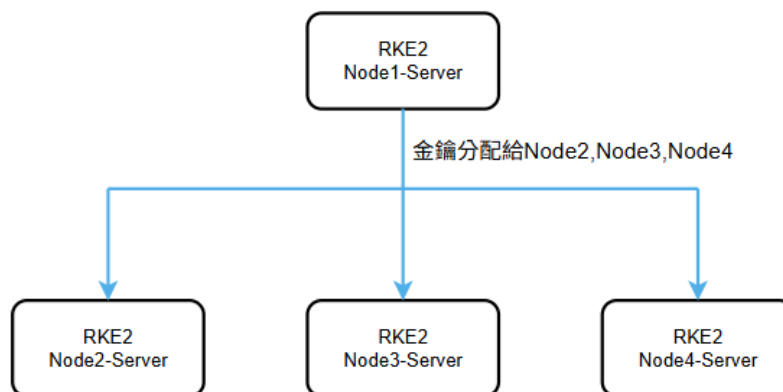 RKE2
Node1-Server
金鑰分配給Node2,Node3,Node4
RKE2
Node2-Server
RKE2
Node3-Server
RKE2
Node4-Server